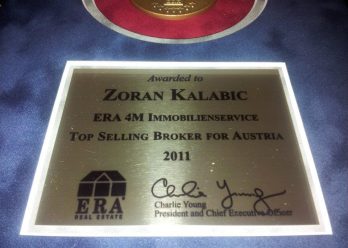 Awarded to
ZORAN KALABIC
ERA 4M IMMOBILIENSERVICE
TOP SELLING BROKER FOR AUSTRIA
2011
Charlie Young
Charlie Young
President and Chief Executive Officer
ERA
REAL ESTATE